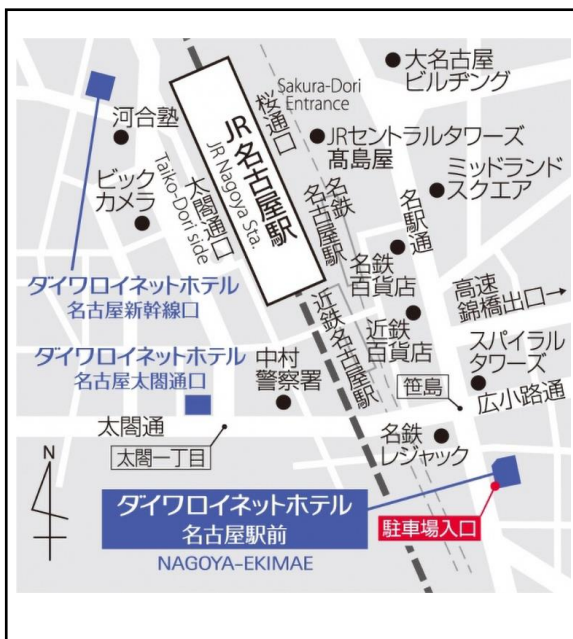 大名古屋
ビルヂング
Sakura-Dori
Entrance
桜通口
河合塾
JR名古屋駅
JR Nagoya Sta.
JRセントラルタワーズ
髙島屋
ビック
カメラ
太閤通口
Taiko-Dori side
ミッドランド
スクエア
名鉄
名古屋駅
名駅通
名鉄
百貨店
ダイワロイネットホテル
名古屋新幹線口
高速
錦橋出口→
近鉄名古屋駅
近鉄
百貨店
スパイラル
タワーズ
ダイワロイネットホテル
名古屋太閤通口
中村
警察署
笹島
広小路通
太閤通
太閤一丁目
名鉄
レジャック
N
ダイワロイネットホテル
名古屋駅前
NAGOYA-EKIMAE
駐車場入口